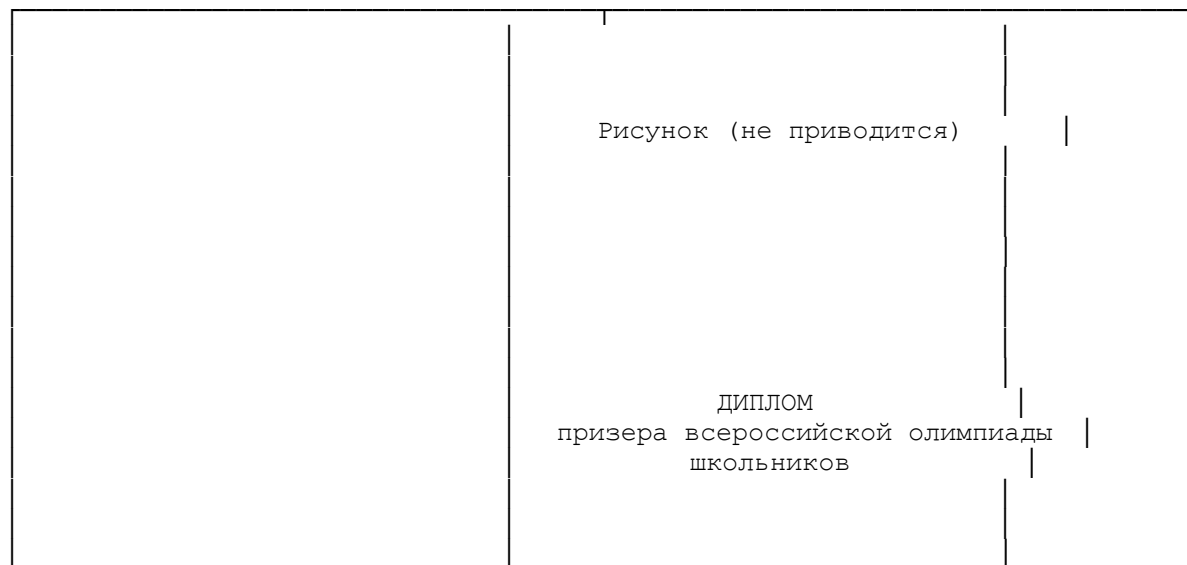 Рисунок (не приводится)
ДИПЛОМ
призера всероссийской олимпиады
школьников